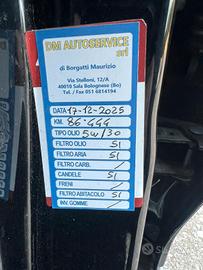 DM AUTOSERVICE
srl
di Borgatti Maurizio
Via Stelloni, 12/A
40010 Sala Bolognese (Bo)
Tel. / Fax 051 6814194
DATA 17-12-2025
KM. 86.444
TIPO OLIO 5W/30
FILTRO OLIO SI
FILTRO ARIA SI
FILTRO CARB. /
CANDELE SI
FRENI /
FILTRO ABITACOLO SI
INV. GOMME /
subito